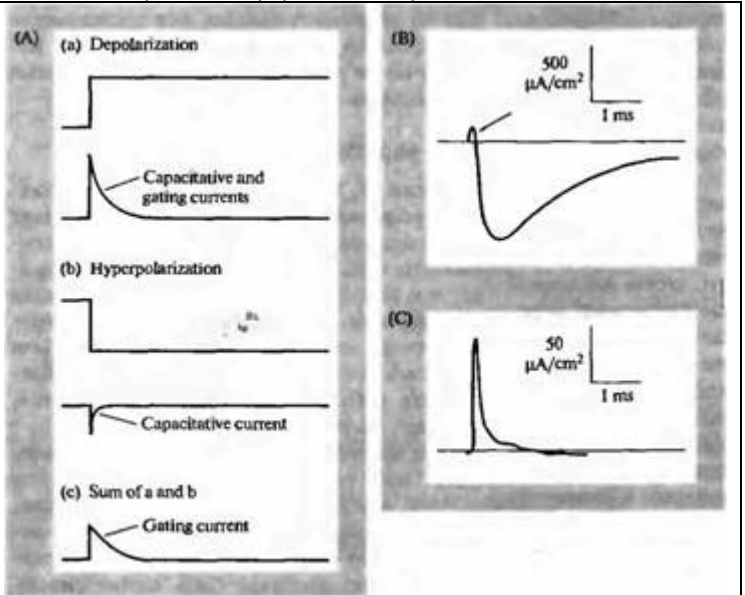 (A)
(a) Depolarization
Capacitative and
gating currents
(b) Hyperpolarization
Capacitative current
(c) Sum of a and b
Gating current
(B)
500
μA/cm²
1 ms
(C)
50
μA/cm²
1 ms